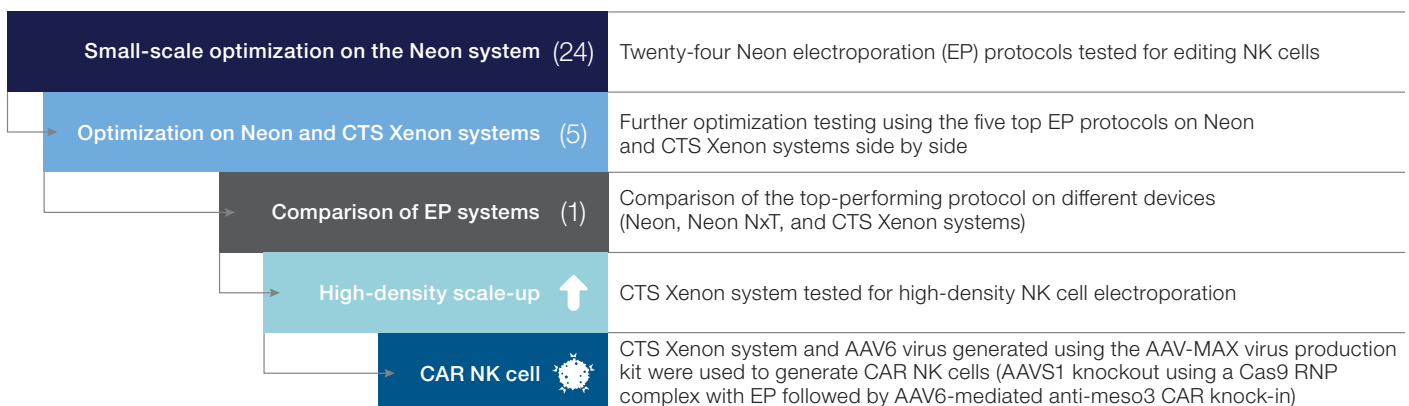 Small-scale optimization on the Neon system (24)
Twenty-four Neon electroporation (EP) protocols tested for editing NK cells
Optimization on Neon and CTS Xenon systems (5)
Further optimization testing using the five top EP protocols on Neon
and CTS Xenon systems side by side
Comparison of EP systems (1)
Comparison of the top-performing protocol on different devices
(Neon, Neon NxT, and CTS Xenon systems)
High-density scale-up
CTS Xenon system tested for high-density NK cell electroporation
CAR NK cell
CTS Xenon system and AAV6 virus generated using the AAV-MAX virus production
kit were used to generate CAR NK cells (AAVS1 knockout using a Cas9 RNP
complex with EP followed by AAV6-mediated anti-meso3 CAR knock-in)